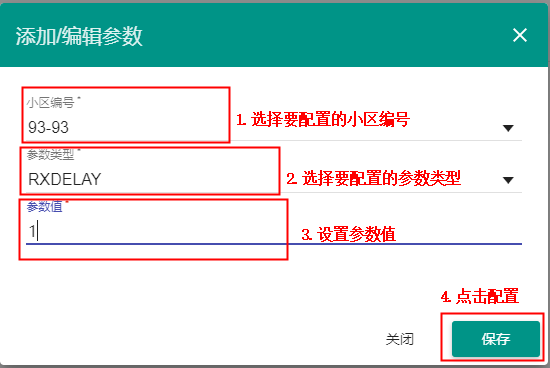 添加/编辑参数
小区编号 *
93-93
1. 选择要配置的小区编号
参数类型 *
RXDELAY
2. 选择要配置的参数类型
参数值 *
1
3. 设置参数值
4. 点击配置
关闭
保存